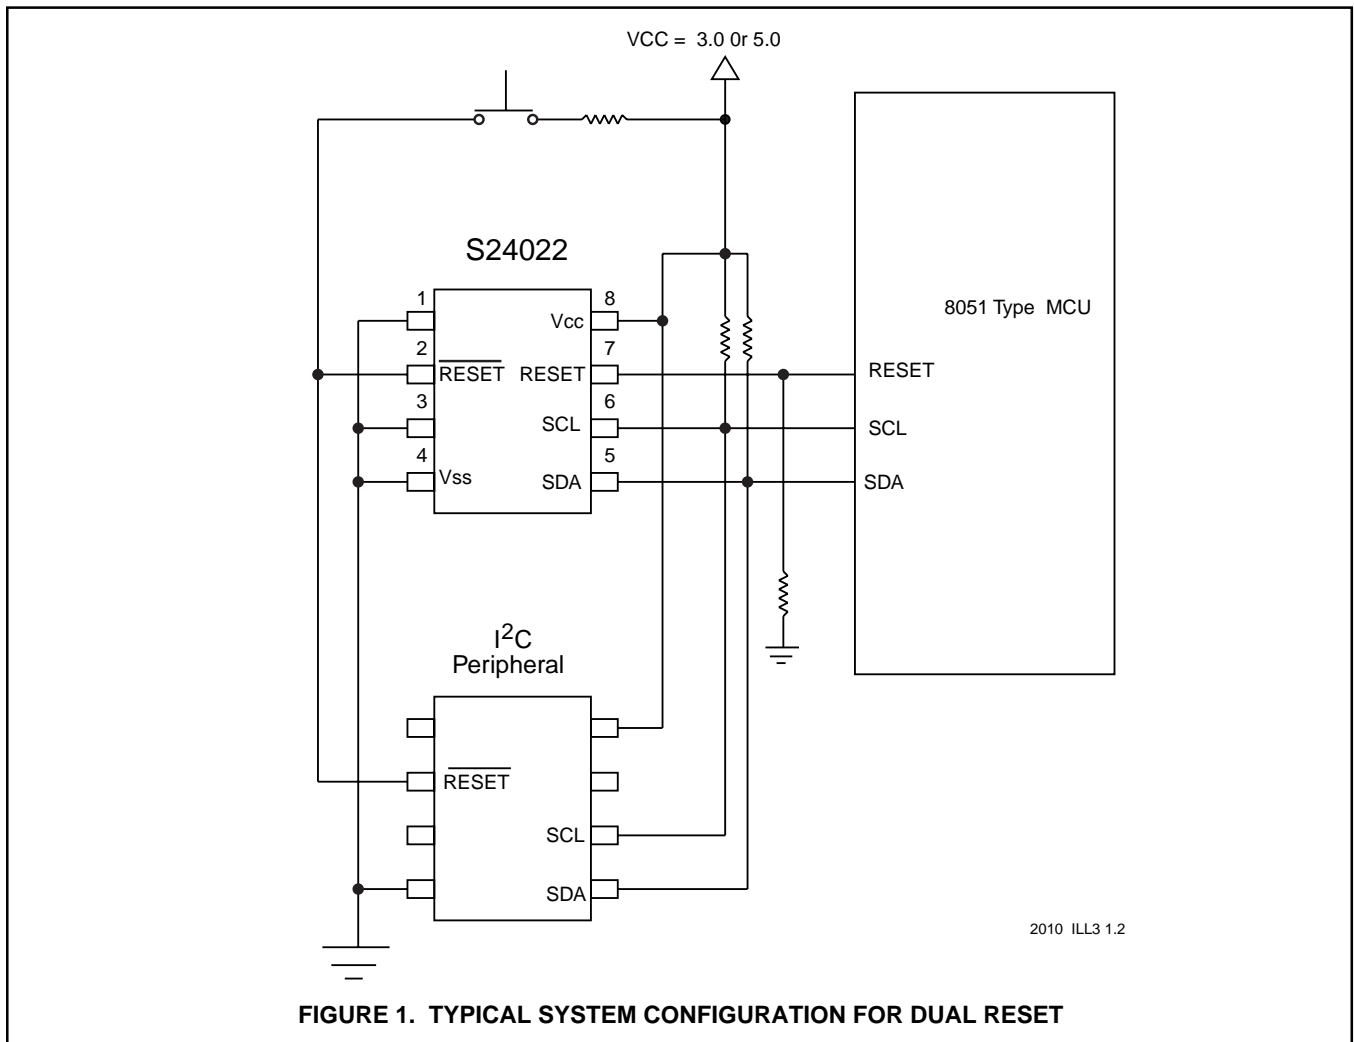 VCC = 3.0 0r 5.0
S24022
1
8
Vcc
2
7
RESET
RESET
RESET
3
6
SCL
SCL
4
5
Vss
SDA
SDA
8051 Type MCU
I2C
Peripheral
RESET
SCL
SDA
2010 ILL3 1.2
FIGURE 1. TYPICAL SYSTEM CONFIGURATION FOR DUAL RESET